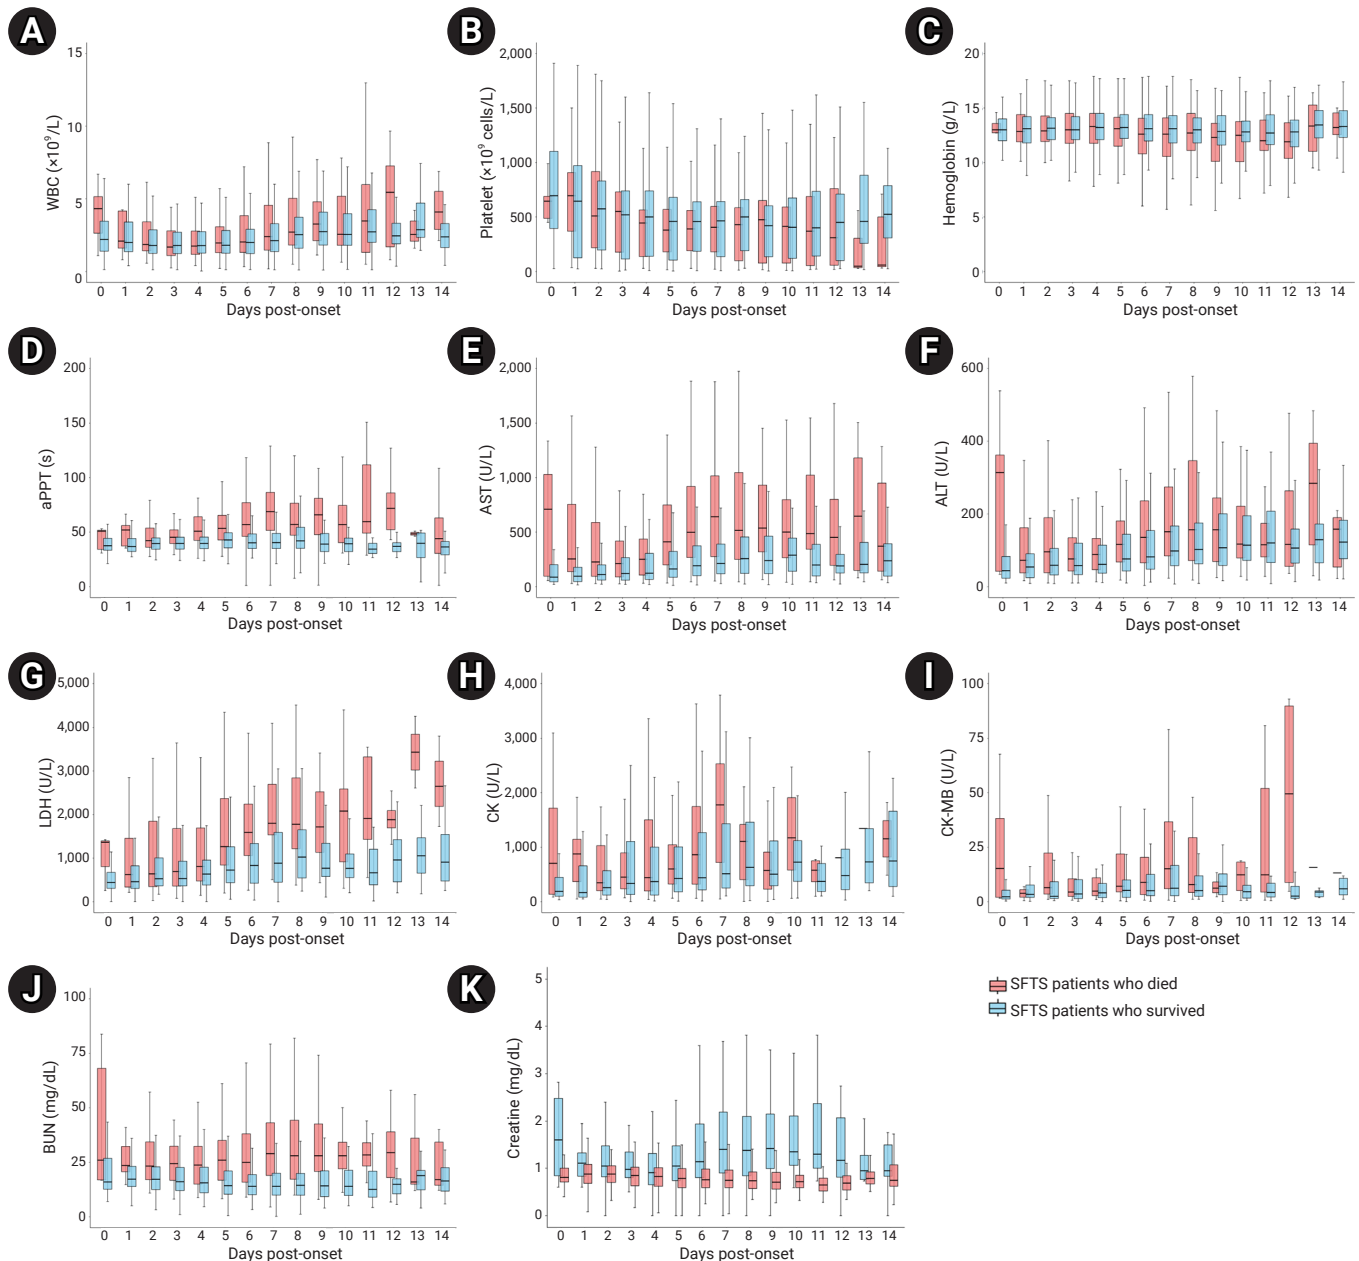 A
WBC (×10⁹/L)
15
10
5
0
0 1 2 3 4 5 6 7 8 9 10 11 12 13 14
Days post-onset
B
Platelet (×10⁹ cells/L)
2,000
1,500
1,000
500
0
0 1 2 3 4 5 6 7 8 9 10 11 12 13 14
Days post-onset
C
Hemoglobin (g/L)
20
15
10
5
0
0 1 2 3 4 5 6 7 8 9 10 11 12 13 14
Days post-onset
D
aPPT (s)
200
150
100
50
0
0 1 2 3 4 5 6 7 8 9 10 11 12 13 14
Days post-onset
E
AST (U/L)
2,000
1,500
1,000
500
0
0 1 2 3 4 5 6 7 8 9 10 11 12 13 14
Days post-onset
F
ALT (U/L)
600
400
200
0
0 1 2 3 4 5 6 7 8 9 10 11 12 13 14
Days post-onset
G
LDH (U/L)
5,000
4,000
3,000
2,000
1,000
0
0 1 2 3 4 5 6 7 8 9 10 11 12 13 14
Days post-onset
H
CK (U/L)
4,000
3,000
2,000
1,000
0
0 1 2 3 4 5 6 7 8 9 10 11 12 13 14
Days post-onset
I
CK-MB (U/L)
100
75
50
25
0
0 1 2 3 4 5 6 7 8 9 10 11 12 13 14
Days post-onset
J
BUN (mg/dL)
100
75
50
25
0
0 1 2 3 4 5 6 7 8 9 10 11 12 13 14
Days post-onset
K
Creatine (mg/dL)
5
4
3
2
1
0
0 1 2 3 4 5 6 7 8 9 10 11 12 13 14
Days post-onset
SFTS patients who died
SFTS patients who survived